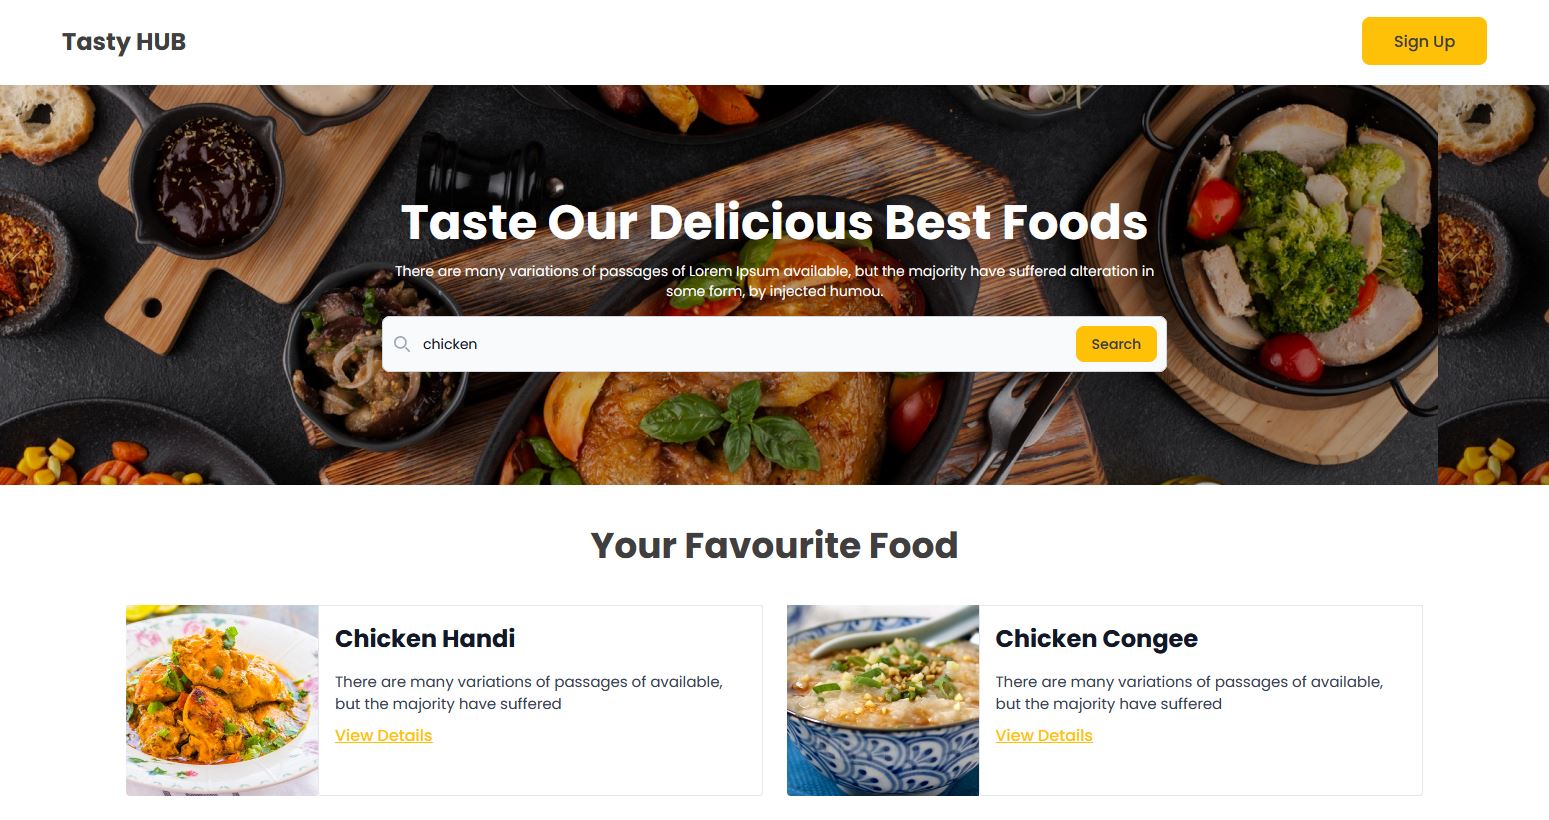 Tasty HUB
Sign Up
Taste Our Delicious Best Foods
There are many variations of passages of Lorem Ipsum available, but the majority have suffered alteration in
some form, by injected humou.
chicken
Search
Your Favourite Food
Chicken Handi
There are many variations of passages of available,
but the majority have suffered
View Details
Chicken Congee
There are many variations of passages of available,
but the majority have suffered
View Details